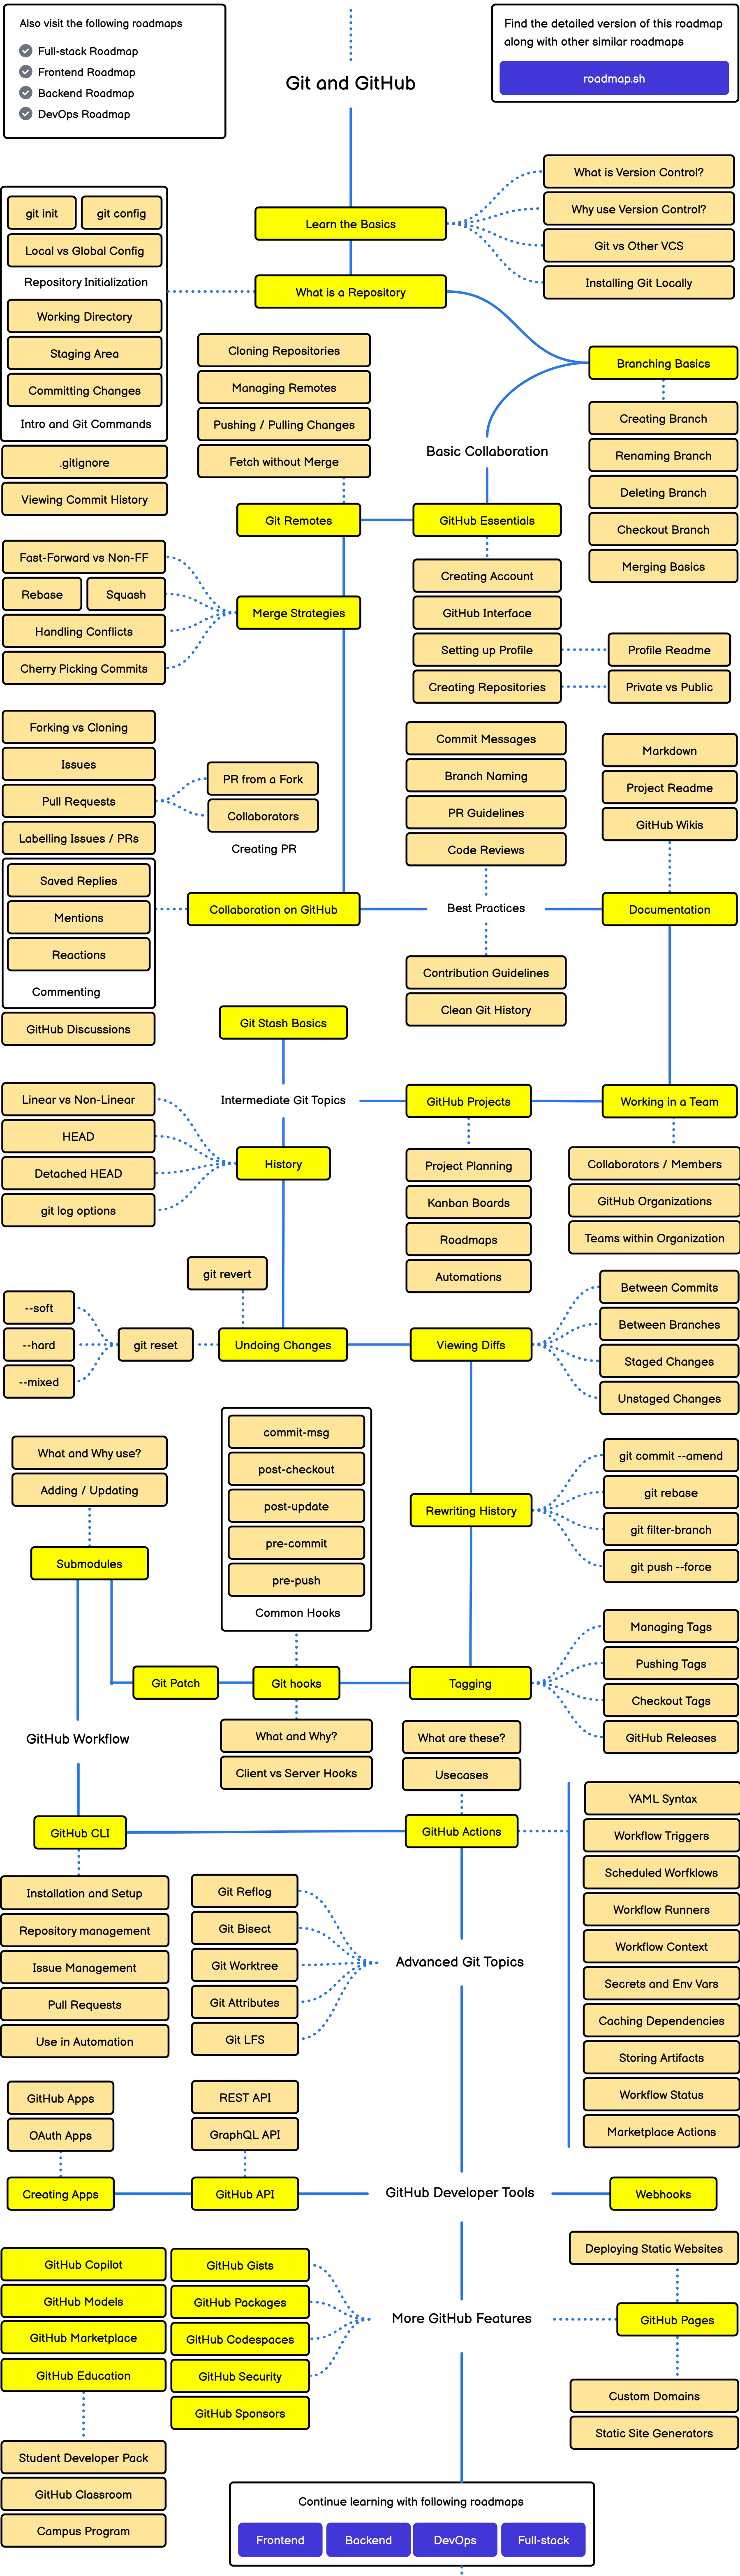 Also visit the following roadmaps
Full-stack Roadmap
Frontend Roadmap
Backend Roadmap
DevOps Roadmap
Find the detailed version of this roadmap
along with other similar roadmaps
roadmap.sh
Git and GitHub
Learn the Basics
What is Version Control?
Why use Version Control?
Git vs Other VCS
Installing Git Locally
What is a Repository
git init
git config
Local vs Global Config
Repository Initialization
Working Directory
Staging Area
Committing Changes
Intro and Git Commands
.gitignore
Viewing Commit History
Branching Basics
Creating Branch
Renaming Branch
Deleting Branch
Checkout Branch
Merging Basics
Basic Collaboration
Cloning Repositories
Managing Remotes
Pushing / Pulling Changes
Fetch without Merge
Git Remotes
GitHub Essentials
Creating Account
GitHub Interface
Setting up Profile
Creating Repositories
Profile Readme
Private vs Public
Fast-Forward vs Non-FF
Rebase
Squash
Handling Conflicts
Cherry Picking Commits
Merge Strategies
Forking vs Cloning
Issues
Pull Requests
Labelling Issues / PRs
PR from a Fork
Collaborators
Creating PR
Saved Replies
Mentions
Reactions
Commenting
GitHub Discussions
Collaboration on GitHub
Commit Messages
Branch Naming
PR Guidelines
Code Reviews
Best Practices
Contribution Guidelines
Clean Git History
Markdown
Project Readme
GitHub Wikis
Documentation
Git Stash Basics
Intermediate Git Topics
GitHub Projects
Working in a Team
Linear vs Non-Linear
HEAD
Detached HEAD
git log options
History
Project Planning
Kanban Boards
Roadmaps
Automations
Collaborators / Members
GitHub Organizations
Teams within Organization
git revert
--soft
--hard
--mixed
git reset
Undoing Changes
Viewing Diffs
Between Commits
Between Branches
Staged Changes
Unstaged Changes
What and Why use?
Adding / Updating
Submodules
commit-msg
post-checkout
post-update
pre-commit
pre-push
Common Hooks
Rewriting History
git commit --amend
git rebase
git filter-branch
git push --force
Git Patch
Git hooks
Tagging
Managing Tags
Pushing Tags
Checkout Tags
GitHub Releases
What and Why?
Client vs Server Hooks
GitHub Workflow
What are these?
Usecases
GitHub CLI
GitHub Actions
YAML Syntax
Workflow Triggers
Scheduled Worfklows
Workflow Runners
Workflow Context
Secrets and Env Vars
Caching Dependencies
Storing Artifacts
Workflow Status
Marketplace Actions
Installation and Setup
Repository management
Issue Management
Pull Requests
Use in Automation
Git Reflog
Git Bisect
Git Worktree
Git Attributes
Git LFS
Advanced Git Topics
GitHub Apps
OAuth Apps
Creating Apps
REST API
GraphQL API
GitHub API
GitHub Developer Tools
Webhooks
GitHub Copilot
GitHub Models
GitHub Marketplace
GitHub Education
GitHub Gists
GitHub Packages
GitHub Codespaces
GitHub Security
GitHub Sponsors
More GitHub Features
Deploying Static Websites
GitHub Pages
Custom Domains
Static Site Generators
Student Developer Pack
GitHub Classroom
Campus Program
Continue learning with following roadmaps
Frontend
Backend
DevOps
Full-stack